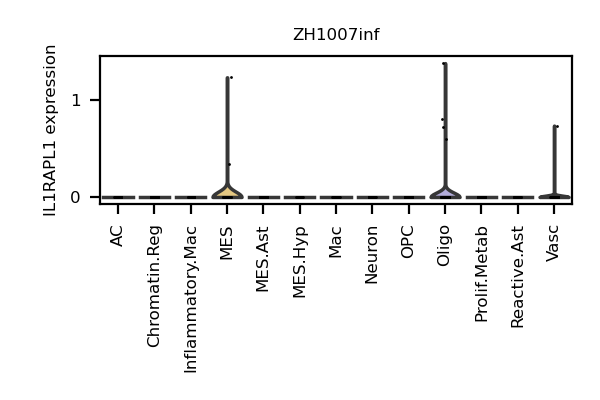 ZH1007inf
IL1RAPL1 expression
1
0
AC
Chromatin.Reg
Inflammatory.Mac
MES
MES.Ast
MES.Hyp
Mac
Neuron
OPC
Oligo
Prolif.Metab
Reactive.Ast
Vasc